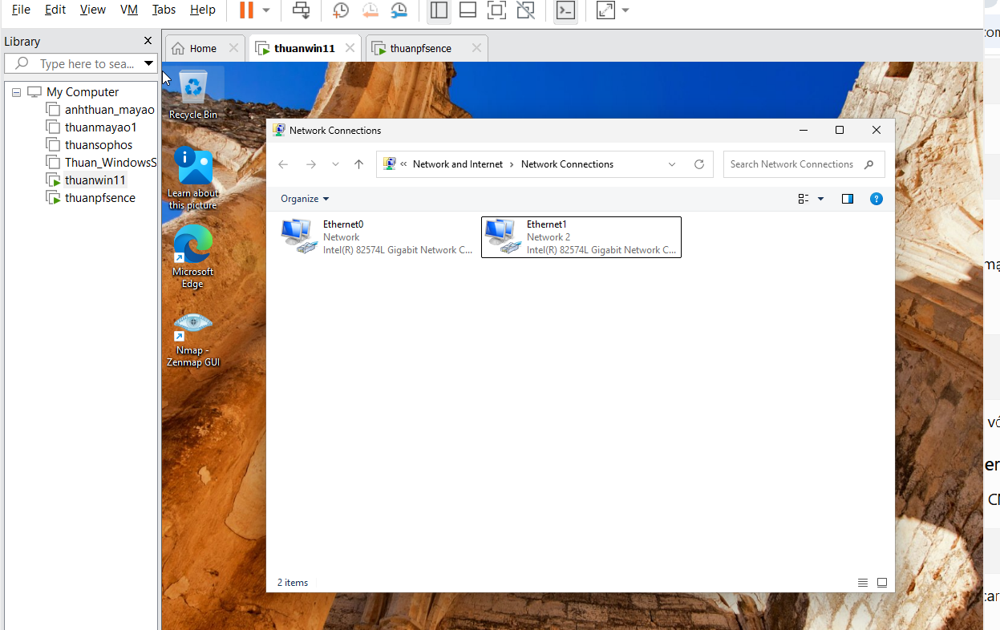 File Edit View VM Tabs Help
Library
Type here to sea...
My Computer
anhthuan_mayao
thuanmayao1
thuansophos
Thuan_WindowsS
thuanwin11
thuanpfsence
Home
thuanwin11
thuanpfsence
Recycle Bin
Learn about
this picture
Microsoft
Edge
Nmap -
Zenmap GUI
Network Connections
« Network and Internet › Network Connections
Search Network Connections
Organize
Ethernet0
Network
Intel(R) 82574L Gigabit Network C...
Ethernet1
Network 2
Intel(R) 82574L Gigabit Network C...
2 items